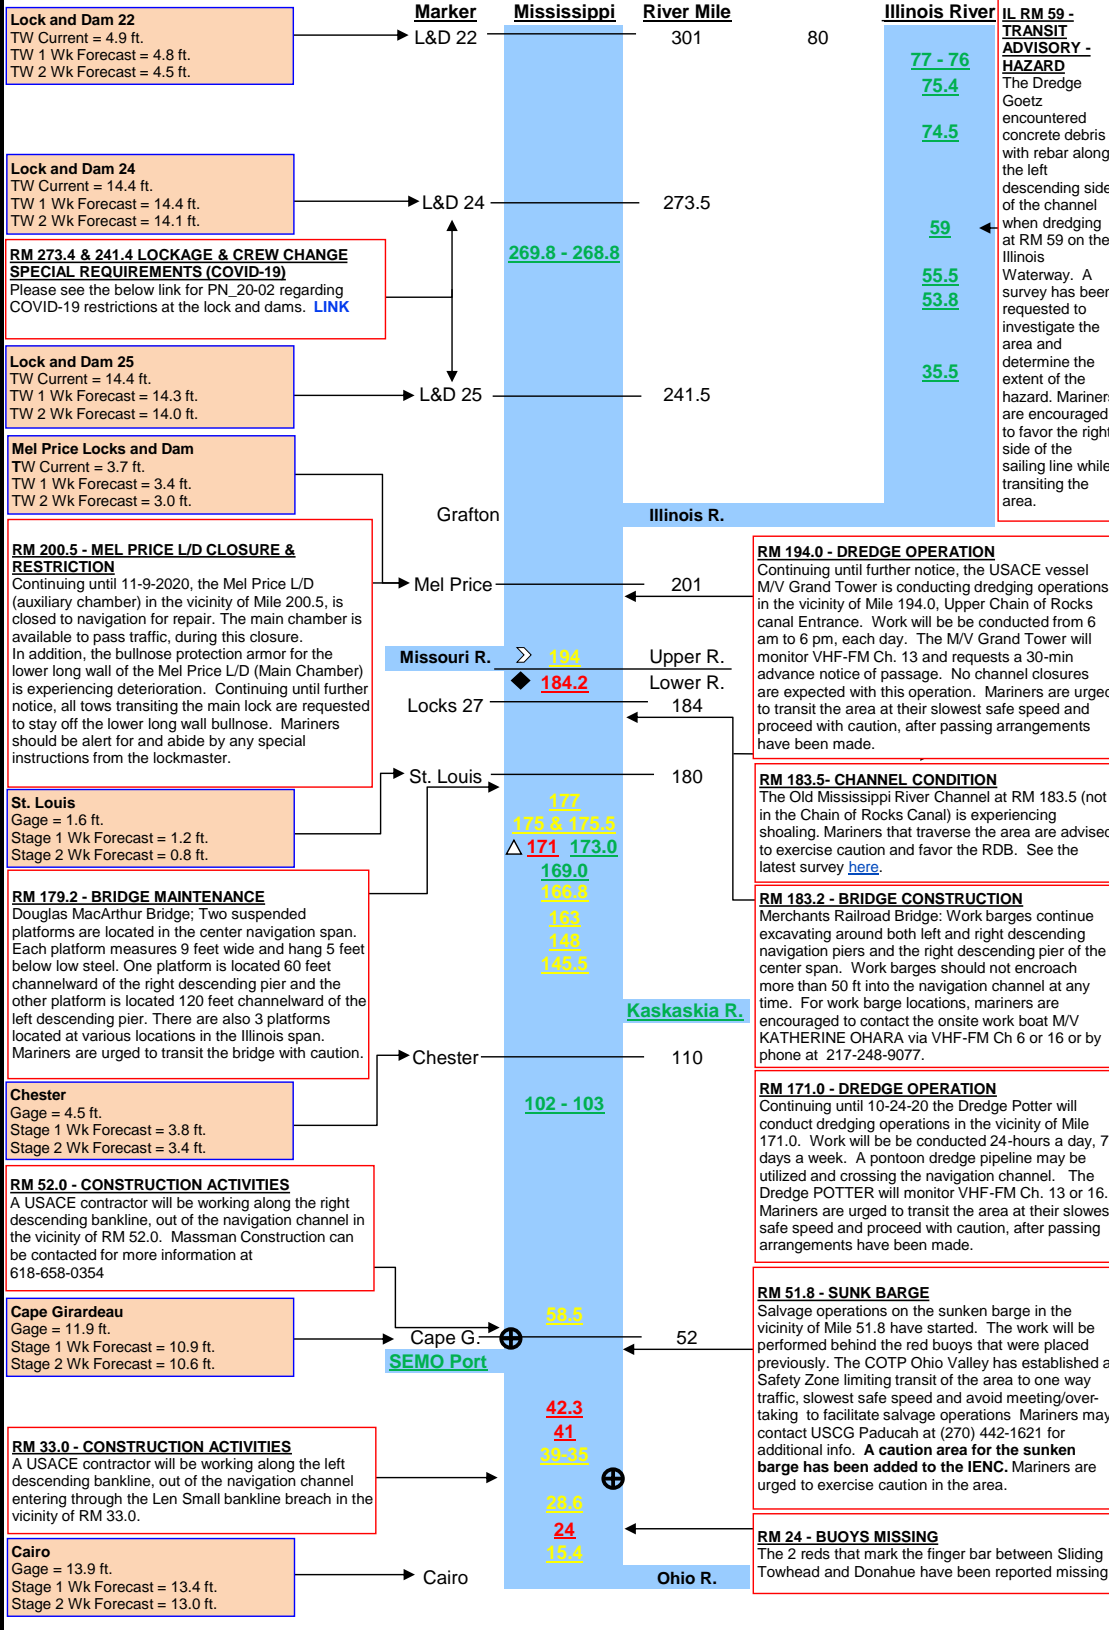 Marker Mississippi River Mile Illinois River
Lock and Dam 22
TW Current = 4.9 ft.
TW 1 Wk Forecast = 4.8 ft.
TW 2 Wk Forecast = 4.5 ft.
L&D 22 301 80
77 - 76
75.4
74.5
IL RM 59 -
TRANSIT
ADVISORY -
HAZARD
The Dredge
Goetz
encountered
concrete debris
with rebar along
the left
descending side
of the channel
when dredging
at RM 59 on the
Illinois
Waterway. A
survey has been
requested to
investigate the
area and
determine the
extent of the
hazard. Mariners
are encouraged
to favor the right
side of the
sailing line while
transiting the
area.
Lock and Dam 24
TW Current = 14.4 ft.
TW 1 Wk Forecast = 14.4 ft.
TW 2 Wk Forecast = 14.1 ft.
L&D 24 273.5
59
RM 273.4 & 241.4 LOCKAGE & CREW CHANGE
SPECIAL REQUIREMENTS (COVID-19)
Please see the below link for PN_20-02 regarding
COVID-19 restrictions at the lock and dams. LINK
269.8 - 268.8
55.5
53.8
35.5
Lock and Dam 25
TW Current = 14.4 ft.
TW 1 Wk Forecast = 14.3 ft.
TW 2 Wk Forecast = 14.0 ft.
L&D 25 241.5
Mel Price Locks and Dam
TW Current = 3.7 ft.
TW 1 Wk Forecast = 3.4 ft.
TW 2 Wk Forecast = 3.0 ft.
Grafton Illinois R.
RM 200.5 - MEL PRICE L/D CLOSURE &
RESTRICTION
Continuing until 11-9-2020, the Mel Price L/D
(auxiliary chamber) in the vicinity of Mile 200.5, is
closed to navigation for repair. The main chamber is
available to pass traffic, during this closure.
In addition, the bullnose protection armor for the
lower long wall of the Mel Price L/D (Main Chamber)
is experiencing deterioration. Continuing until further
notice, all tows transiting the main lock are requested
to stay off the lower long wall bullnose. Mariners
should be alert for and abide by any special
instructions from the lockmaster.
Mel Price 201
Missouri R. 194 Upper R.
184.2 Lower R.
Locks 27 184
RM 194.0 - DREDGE OPERATION
Continuing until further notice, the USACE vessel
M/V Grand Tower is conducting dredging operations
in the vicinity of Mile 194.0, Upper Chain of Rocks
canal Entrance. Work will be be conducted from 6
am to 6 pm, each day. The M/V Grand Tower will
monitor VHF-FM Ch. 13 and requests a 30-min
advance notice of passage. No channel closures
are expected with this operation. Mariners are urged
to transit the area at their slowest safe speed and
proceed with caution, after passing arrangements
have been made.
St. Louis 180
RM 183.5- CHANNEL CONDITION
The Old Mississippi River Channel at RM 183.5 (not
in the Chain of Rocks Canal) is experiencing
shoaling. Mariners that traverse the area are advised
to exercise caution and favor the RDB. See the
latest survey here.
St. Louis
Gage = 1.6 ft.
Stage 1 Wk Forecast = 1.2 ft.
Stage 2 Wk Forecast = 0.8 ft.
177
175 & 175.5
171 173.0
169.0
166.8
163
148
145.5
RM 179.2 - BRIDGE MAINTENANCE
Douglas MacArthur Bridge; Two suspended
platforms are located in the center navigation span.
Each platform measures 9 feet wide and hang 5 feet
below low steel. One platform is located 60 feet
channelward of the right descending pier and the
other platform is located 120 feet channelward of the
left descending pier. There are also 3 platforms
located at various locations in the Illinois span.
Mariners are urged to transit the bridge with caution.
RM 183.2 - BRIDGE CONSTRUCTION
Merchants Railroad Bridge: Work barges continue
excavating around both left and right descending
navigation piers and the right descending pier of the
center span. Work barges should not encroach
more than 50 ft into the navigation channel at any
time. For work barge locations, mariners are
encouraged to contact the onsite work boat M/V
KATHERINE OHARA via VHF-FM Ch 6 or 16 or by
phone at 217-248-9077.
Kaskaskia R.
Chester 110
Chester
Gage = 4.5 ft.
Stage 1 Wk Forecast = 3.8 ft.
Stage 2 Wk Forecast = 3.4 ft.
102 - 103
RM 171.0 - DREDGE OPERATION
Continuing until 10-24-20 the Dredge Potter will
conduct dredging operations in the vicinity of Mile
171.0. Work will be be conducted 24-hours a day, 7
days a week. A pontoon dredge pipeline may be
utilized and crossing the navigation channel. The
Dredge POTTER will monitor VHF-FM Ch. 13 or 16.
Mariners are urged to transit the area at their slowes
safe speed and proceed with caution, after passing
arrangements have been made.
RM 52.0 - CONSTRUCTION ACTIVITIES
A USACE contractor will be working along the right
descending bankline, out of the navigation channel in
the vicinity of RM 52.0. Massman Construction can
be contacted for more information at
618-658-0354
Cape Girardeau
Gage = 11.9 ft.
Stage 1 Wk Forecast = 10.9 ft.
Stage 2 Wk Forecast = 10.6 ft.
58.5
Cape G. 52
SEMO Port
RM 51.8 - SUNK BARGE
Salvage operations on the sunken barge in the
vicinity of Mile 51.8 have started. The work will be
performed behind the red buoys that were placed
previously. The COTP Ohio Valley has established a
Safety Zone limiting transit of the area to one way
traffic, slowest safe speed and avoid meeting/over-
taking to facilitate salvage operations Mariners may
contact USCG Paducah at (270) 442-1621 for
additional info. A caution area for the sunken
barge has been added to the IENC. Mariners are
urged to exercise caution in the area.
42.3
41
39-35
28.6
24
15.4
RM 33.0 - CONSTRUCTION ACTIVITIES
A USACE contractor will be working along the left
descending bankline, out of the navigation channel
entering through the Len Small bankline breach in the
vicinity of RM 33.0.
RM 24 - BUOYS MISSING
The 2 reds that mark the finger bar between Sliding
Towhead and Donahue have been reported missing
Cairo
Gage = 13.9 ft.
Stage 1 Wk Forecast = 13.4 ft.
Stage 2 Wk Forecast = 13.0 ft.
Cairo Ohio R.